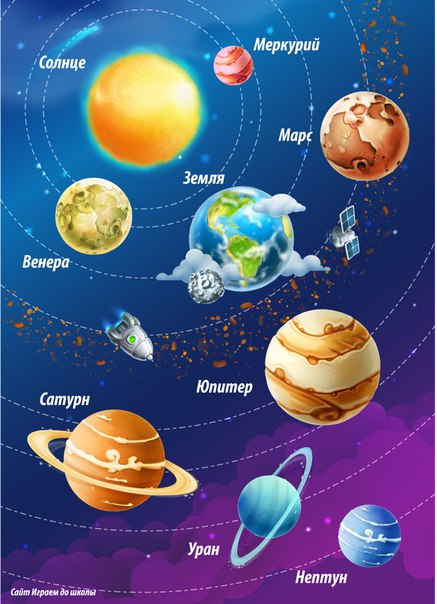 Меркурий
Солнце
Марс
Земля
Венера
Юпитер
Сатурн
Уран
Нептун
Сайт Играем до школы